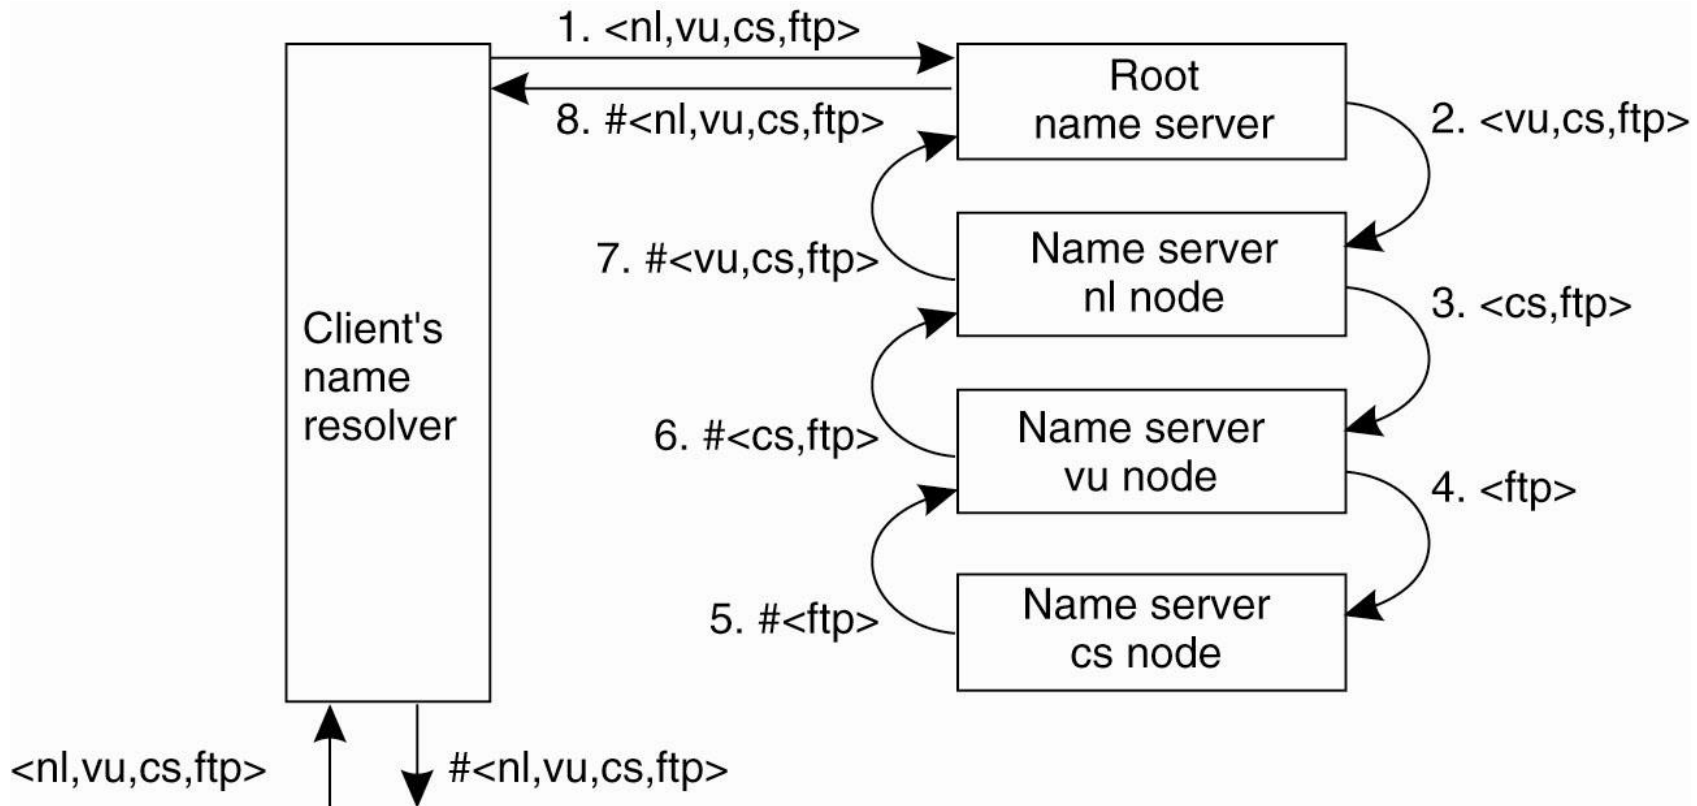 1. <nl,vu,cs,ftp>
Root
name server
8. #<nl,vu,cs,ftp>
2. <vu,cs,ftp>
Name server
nl node
7. #<vu,cs,ftp>
3. <cs,ftp>
Client's
name
resolver
Name server
vu node
6. #<cs,ftp>
4. <ftp>
Name server
cs node
5. #<ftp>
<nl,vu,cs,ftp>
#<nl,vu,cs,ftp>